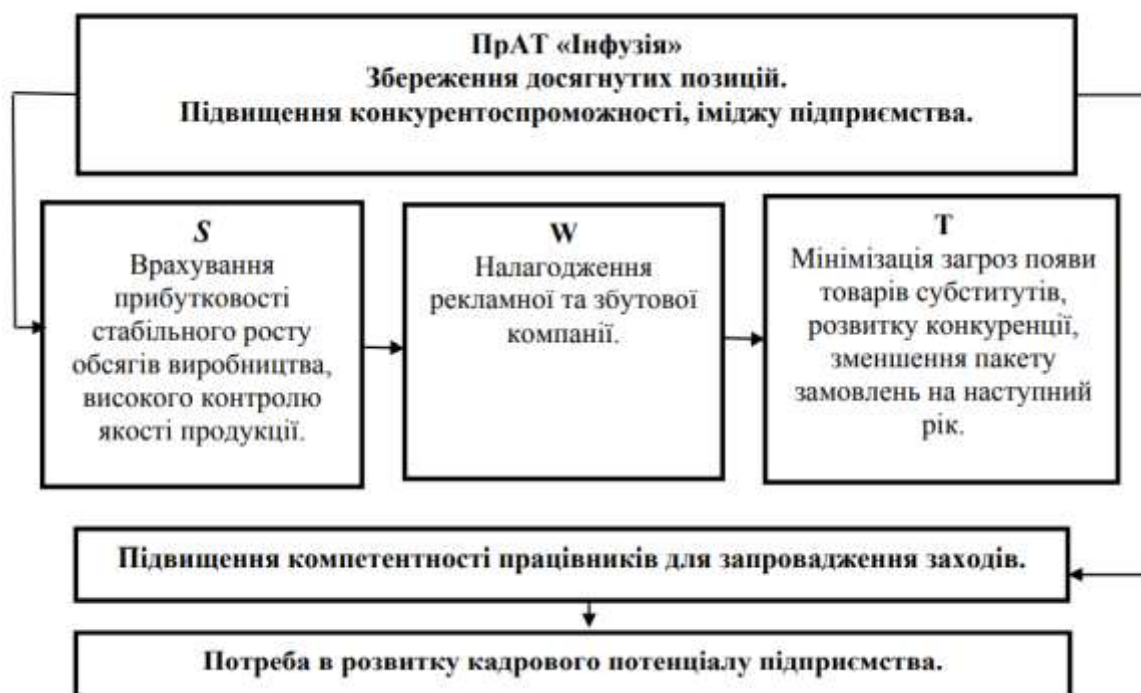 ПрАТ «Інфузія»
Збереження досягнутих позицій.
Підвищення конкурентоспроможності, іміджу підприємства.
S
Врахування
прибутковості
стабільного росту
обсягів виробництва,
високого контролю
якості продукції.
W
Налагодження
рекламної та збутової
компанії.
Т
Мінімізація загроз появи
товарів субститутів,
розвитку конкуренції,
зменшення пакету
замовлень на наступний
рік.
Підвищення компетентності працівників для запровадження заходів.
Потреба в розвитку кадрового потенціалу підприємства.